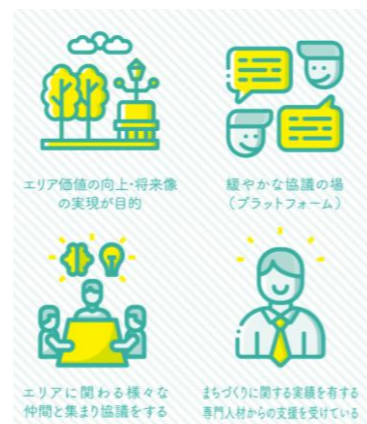 エリア価値の向上・将来像
の実現が目的
緩やかな協議の場
（プラットフォーム）
エリアに関わる様々な
仲間と集まり協議をする
まちづくりに関する実績を有する
専門人材からの支援を受けている